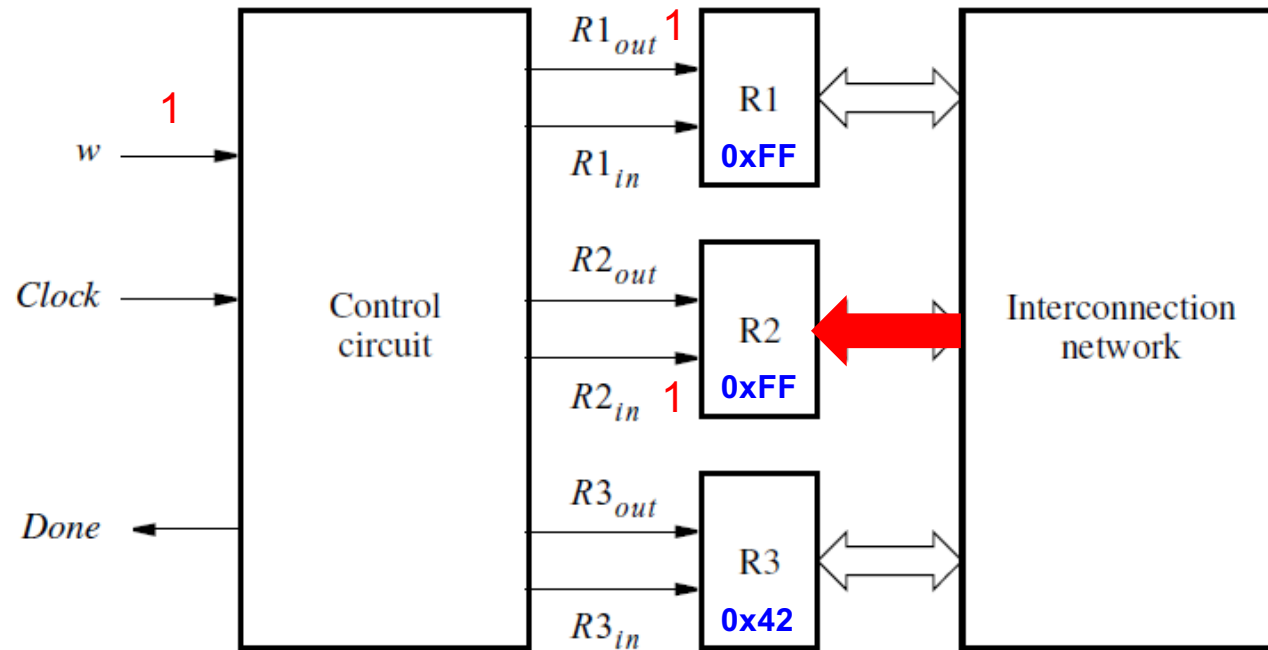 R1out 1
1
w
R1
0xFF
R1in
R2out
Clock
Control
circuit
R2
0xFF
Interconnection
network
R2in 1
R3out
Done
R3
0x42
R3in